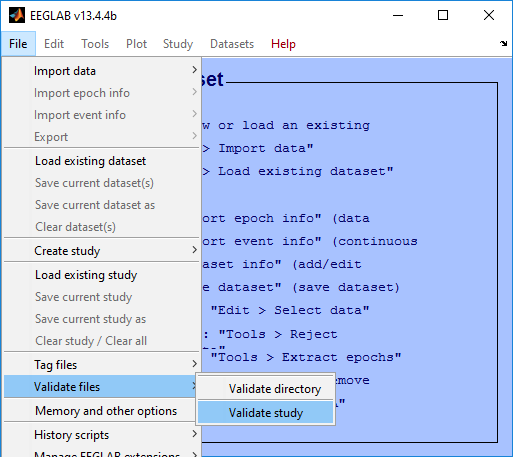 EEGLAB v13.4.4b
File Edit Tools Plot Study Datasets Help
Import data
Import epoch info
Import event info
Export
Load existing dataset
Save current dataset(s)
Save current dataset as
Clear dataset(s)
Create study
Load existing study
Save current study
Save current study as
Clear study / Clear all
Tag files
Validate files
Memory and other options
History scripts
Manage EEGLAB extensions
Validate directory
Validate study
set
w or load an existing
> Import data"
> Load existing dataset"
ort epoch info" (data
ort event info" (continuous
aset info" (add/edit
e dataset" (save dataset)
"Edit > Select data"
: "Tools > Reject
"Tools > Extract epochs"
emove